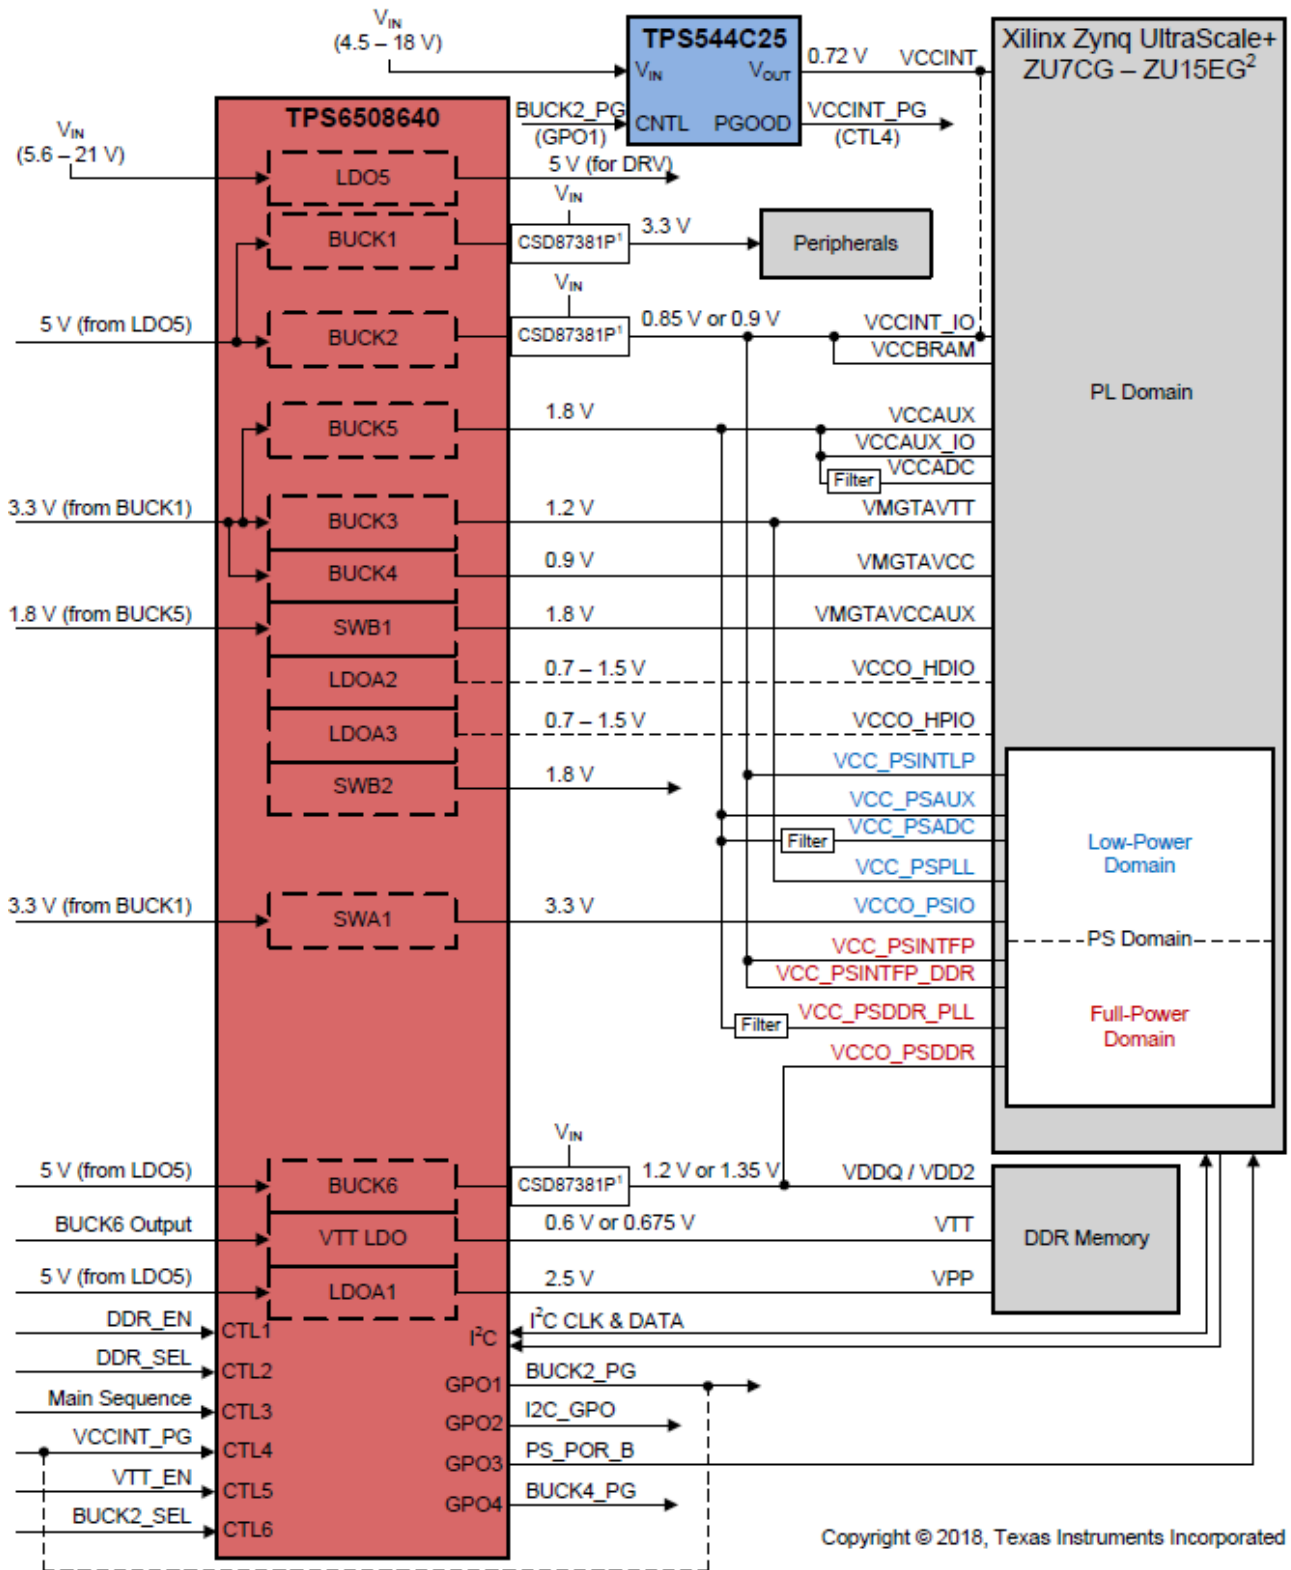 V_IN
(4.5 – 18 V)
TPS544C25
V_IN
V_OUT
0.72 V
VCCINT
BUCK2_PG
(GPO1)
CNTL
PGOOD
VCCINT_PG
(CTL4)
Xilinx Zynq UltraScale+
ZU7CG – ZU15EG²
PL Domain
V_IN
(5.6 – 21 V)
TPS6508640
LDO5
5 V (for DRV)
V_IN
BUCK1
CSD87381P¹
3.3 V
Peripherals
V_IN
5 V (from LDO5)
BUCK2
CSD87381P¹
0.85 V or 0.9 V
VCCINT_IO
VCCBRAM
BUCK5
1.8 V
VCCAUX
VCCAUX_IO
VCCADC
Filter
3.3 V (from BUCK1)
BUCK3
1.2 V
VMGTAVTT
BUCK4
0.9 V
VMGTAVCC
1.8 V (from BUCK5)
SWB1
1.8 V
VMGTAVCCAUX
LDOA2
0.7 – 1.5 V
VCCO_HDIO
LDOA3
0.7 – 1.5 V
VCCO_HPIO
SWB2
1.8 V
VCC_PSINTLP
VCC_PSAUX
VCC_PSADC
Filter
VCC_PSPLL
Low-Power
Domain
3.3 V (from BUCK1)
SWA1
3.3 V
VCCO_PSIO
PS Domain
VCC_PSINTFP
VCC_PSINTFP_DDR
VCC_PSDDR_PLL
Filter
VCCO_PSDDR
Full-Power
Domain
V_IN
5 V (from LDO5)
BUCK6
CSD87381P¹
1.2 V or 1.35 V
VDDQ / VDD2
BUCK6 Output
VTT LDO
0.6 V or 0.675 V
VTT
DDR Memory
5 V (from LDO5)
LDOA1
2.5 V
VPP
DDR_EN
CTL1
I²C
I²C CLK & DATA
DDR_SEL
CTL2
GPO1
BUCK2_PG
Main Sequence
CTL3
GPO2
I2C_GPO
VCCINT_PG
CTL4
GPO3
PS_POR_B
VTT_EN
CTL5
GPO4
BUCK4_PG
BUCK2_SEL
CTL6
Copyright © 2018, Texas Instruments Incorporated